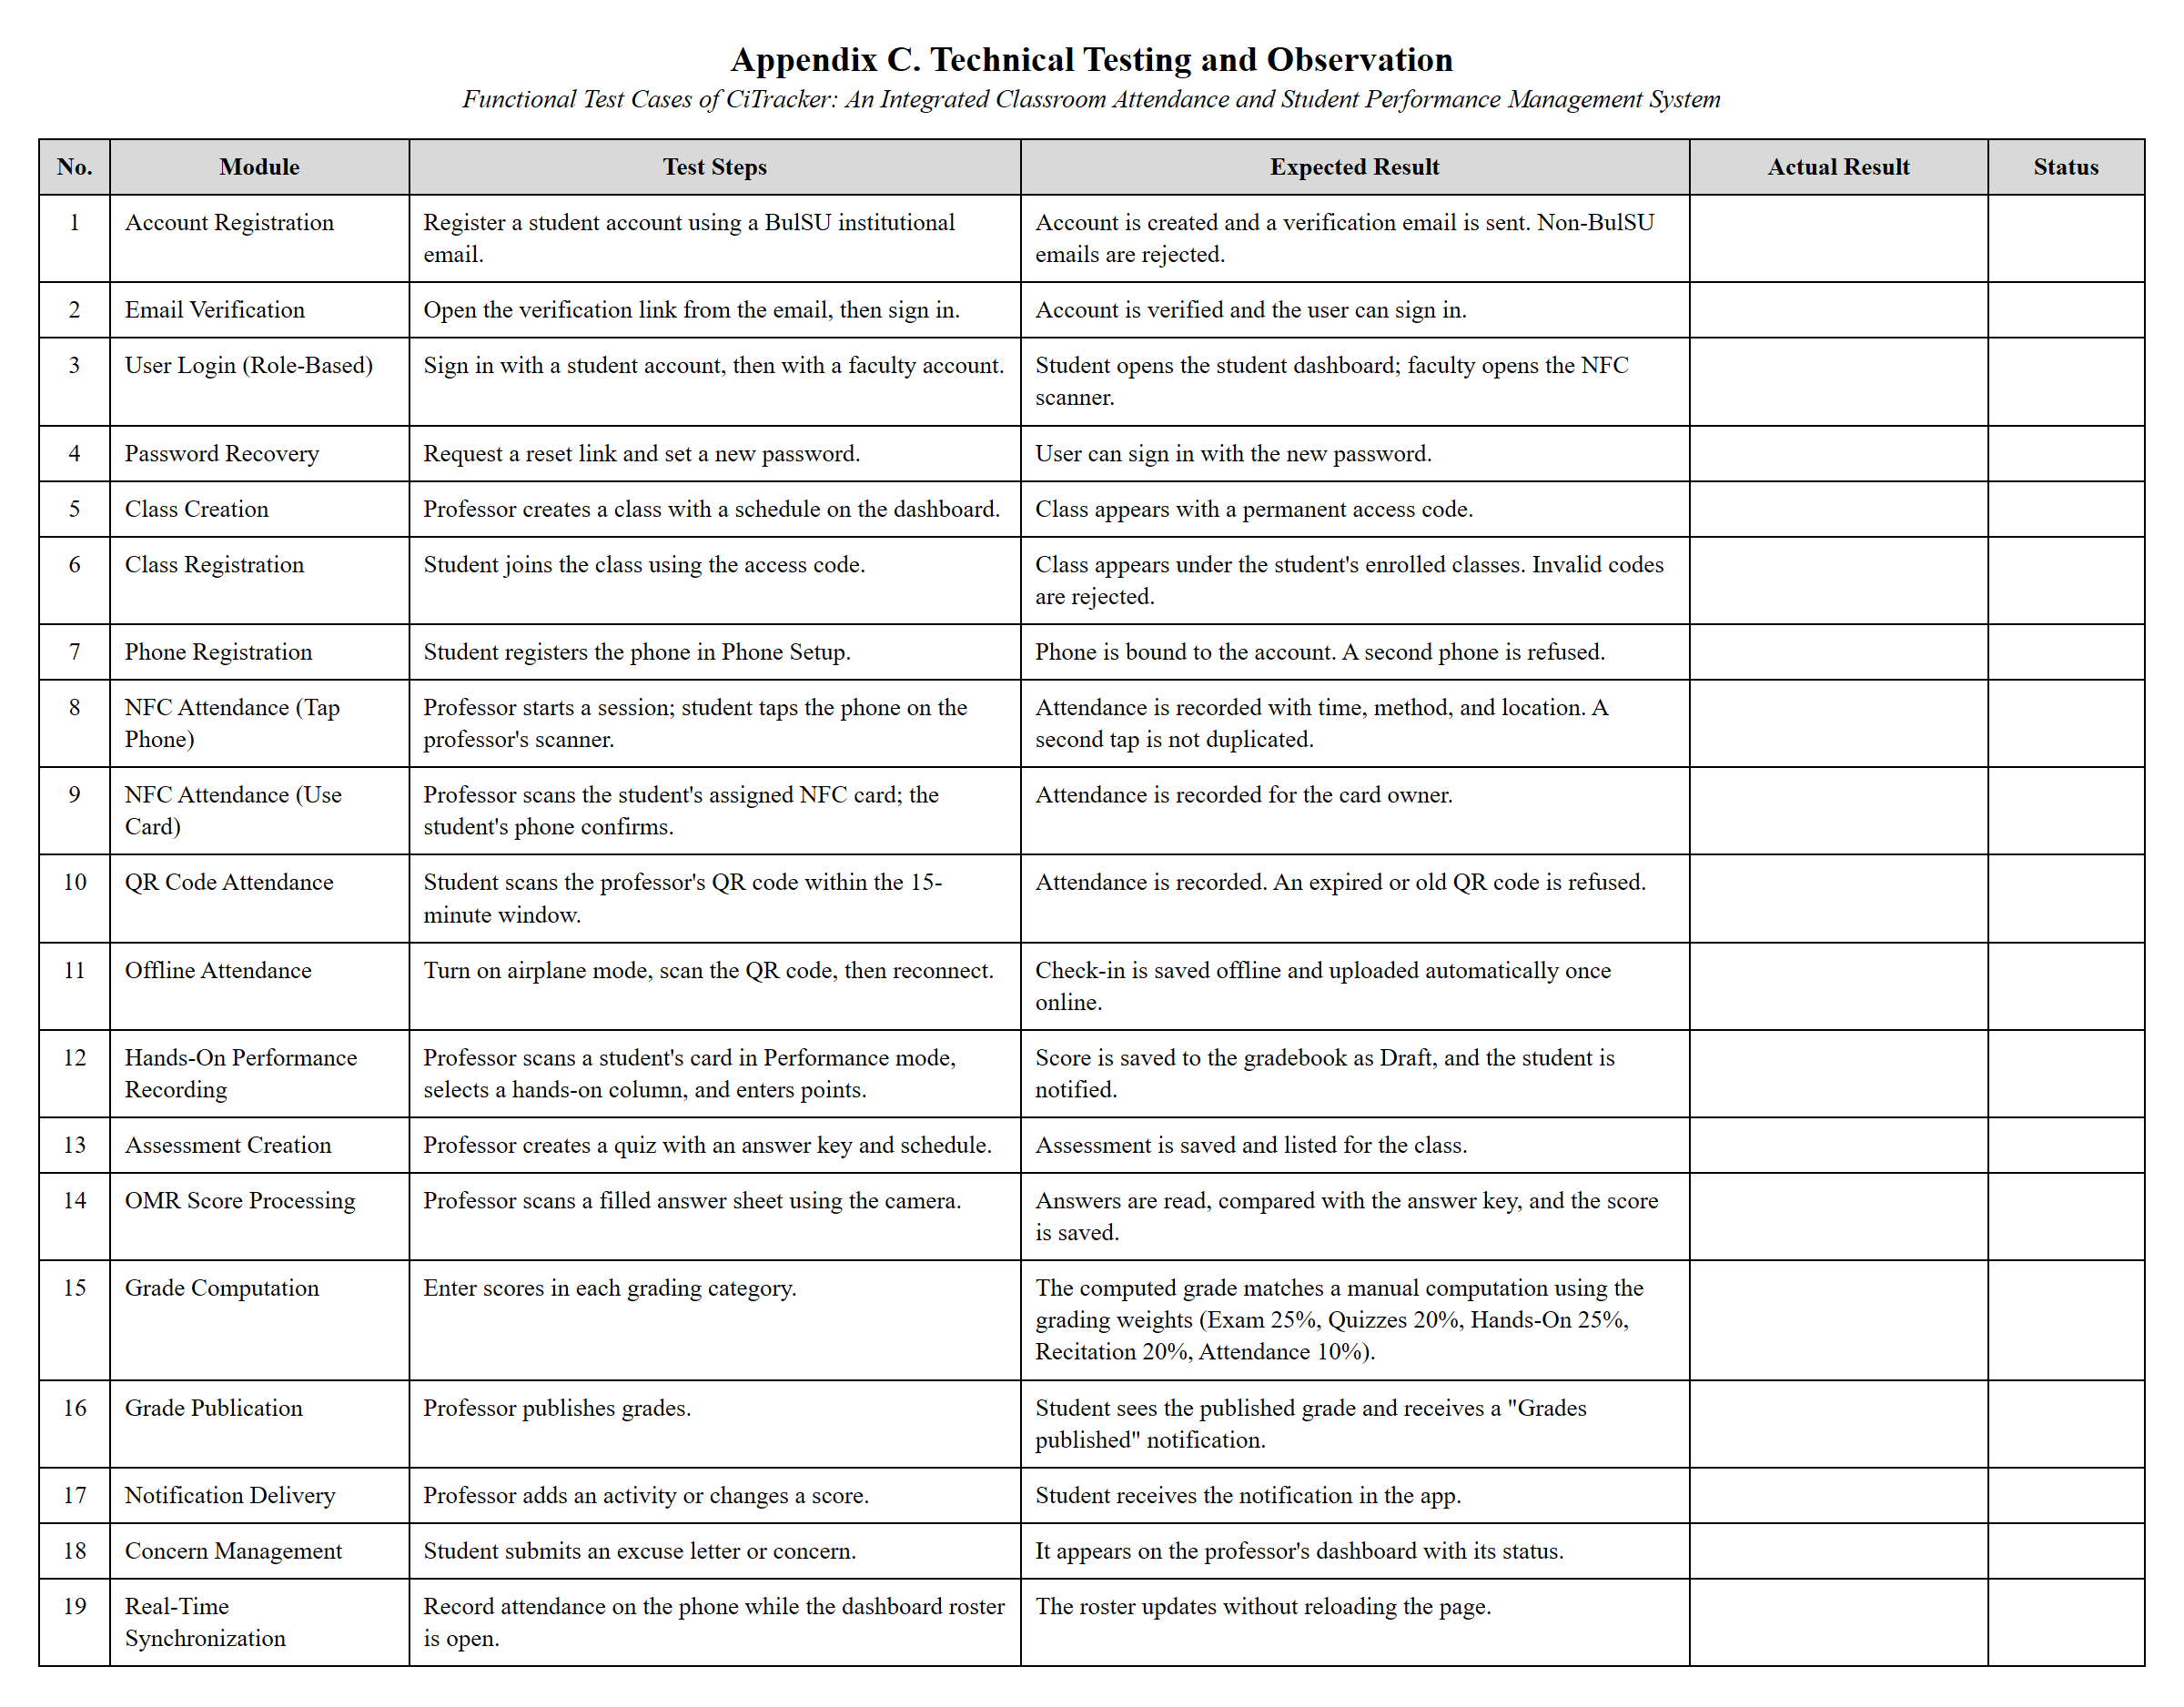 Appendix C. Technical Testing and Observation
Functional Test Cases of CiTracker: An Integrated Classroom Attendance and Student Performance Management System
No. Module Test Steps Expected Result Actual Result Status
1 Account Registration Register a student account using a BulSU institutional email. Account is created and a verification email is sent. Non-BulSU emails are rejected.
2 Email Verification Open the verification link from the email, then sign in. Account is verified and the user can sign in.
3 User Login (Role-Based) Sign in with a student account, then with a faculty account. Student opens the student dashboard; faculty opens the NFC scanner.
4 Password Recovery Request a reset link and set a new password. User can sign in with the new password.
5 Class Creation Professor creates a class with a schedule on the dashboard. Class appears with a permanent access code.
6 Class Registration Student joins the class using the access code. Class appears under the student's enrolled classes. Invalid codes are rejected.
7 Phone Registration Student registers the phone in Phone Setup. Phone is bound to the account. A second phone is refused.
8 NFC Attendance (Tap Phone) Professor starts a session; student taps the phone on the professor's scanner. Attendance is recorded with time, method, and location. A second tap is not duplicated.
9 NFC Attendance (Use Card) Professor scans the student's assigned NFC card; the student's phone confirms. Attendance is recorded for the card owner.
10 QR Code Attendance Student scans the professor's QR code within the 15-minute window. Attendance is recorded. An expired or old QR code is refused.
11 Offline Attendance Turn on airplane mode, scan the QR code, then reconnect. Check-in is saved offline and uploaded automatically once online.
12 Hands-On Performance Recording Professor scans a student's card in Performance mode, selects a hands-on column, and enters points. Score is saved to the gradebook as Draft, and the student is notified.
13 Assessment Creation Professor creates a quiz with an answer key and schedule. Assessment is saved and listed for the class.
14 OMR Score Processing Professor scans a filled answer sheet using the camera. Answers are read, compared with the answer key, and the score is saved.
15 Grade Computation Enter scores in each grading category. The computed grade matches a manual computation using the grading weights (Exam 25%, Quizzes 20%, Hands-On 25%, Recitation 20%, Attendance 10%).
16 Grade Publication Professor publishes grades. Student sees the published grade and receives a "Grades published" notification.
17 Notification Delivery Professor adds an activity or changes a score. Student receives the notification in the app.
18 Concern Management Student submits an excuse letter or concern. It appears on the professor's dashboard with its status.
19 Real-Time Synchronization Record attendance on the phone while the dashboard roster is open. The roster updates without reloading the page.